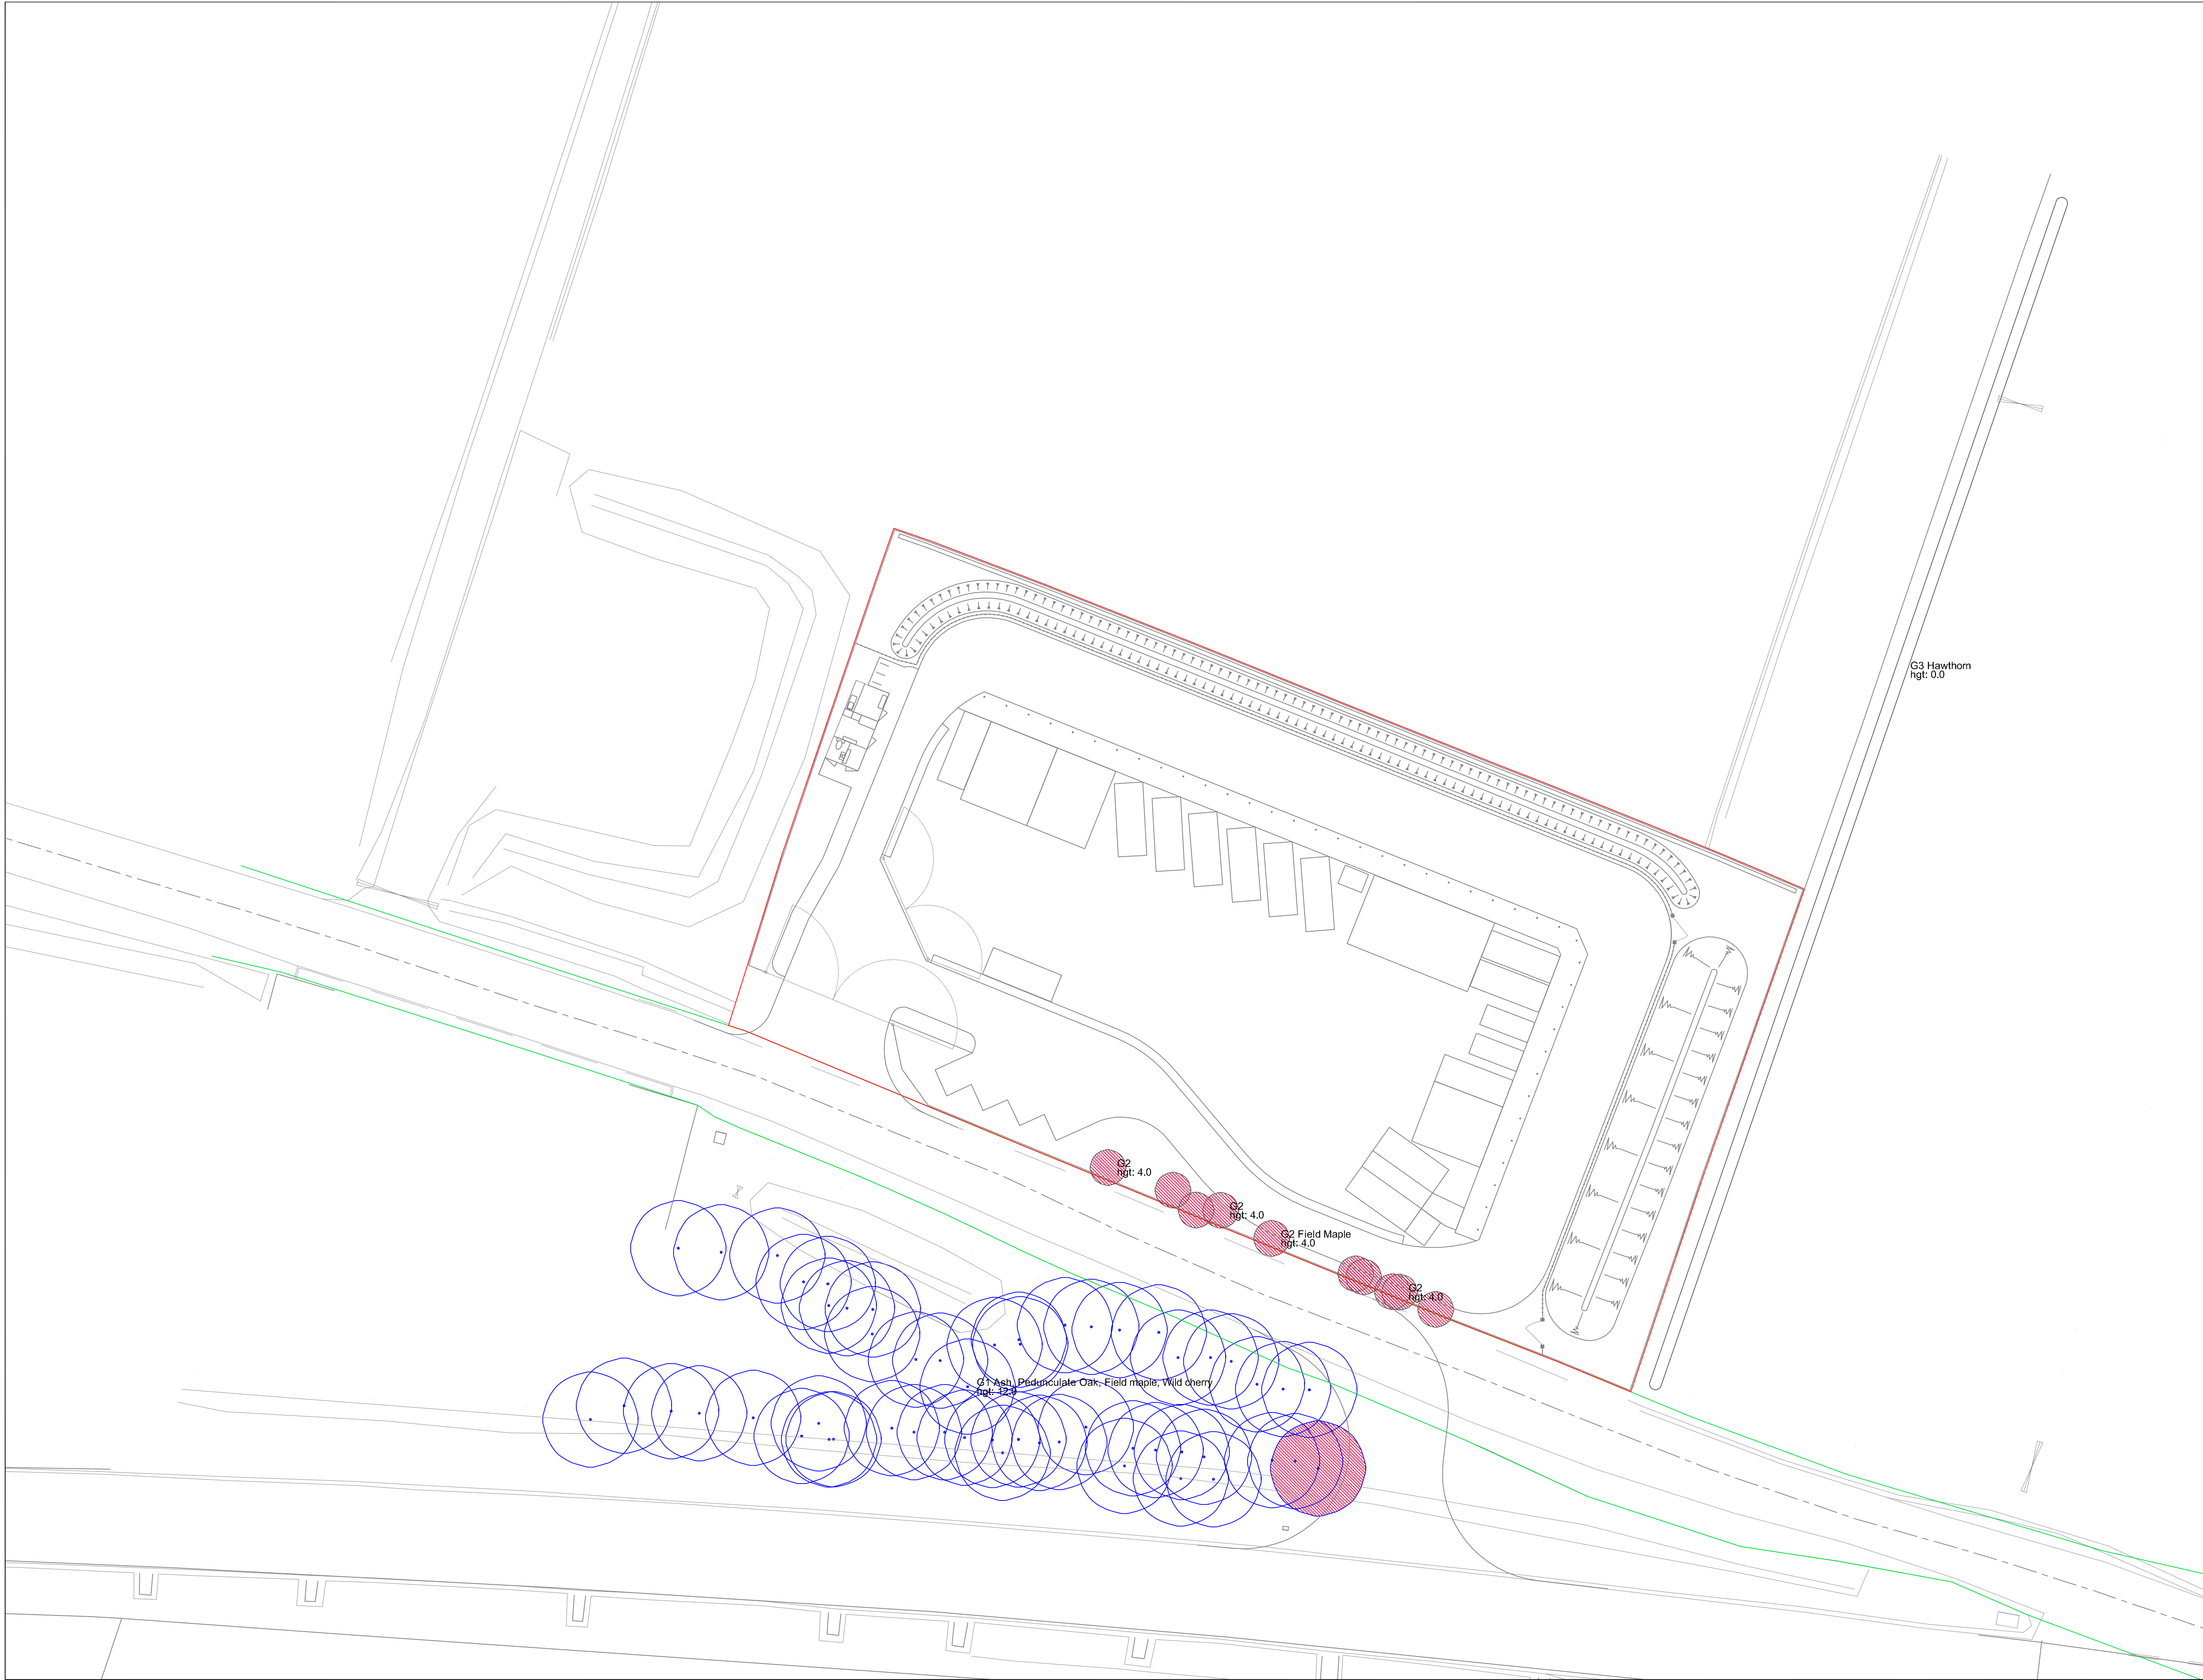 G3 Hawthorn
hgt: 0.0
G2
hgt: 4.0
G2
hgt: 4.0
G2 Field Maple
hgt: 4.0
G2
hgt: 4.0
G1 Ash, Pedunculate Oak, Field maple, Wild cherry
hgt: 12.0